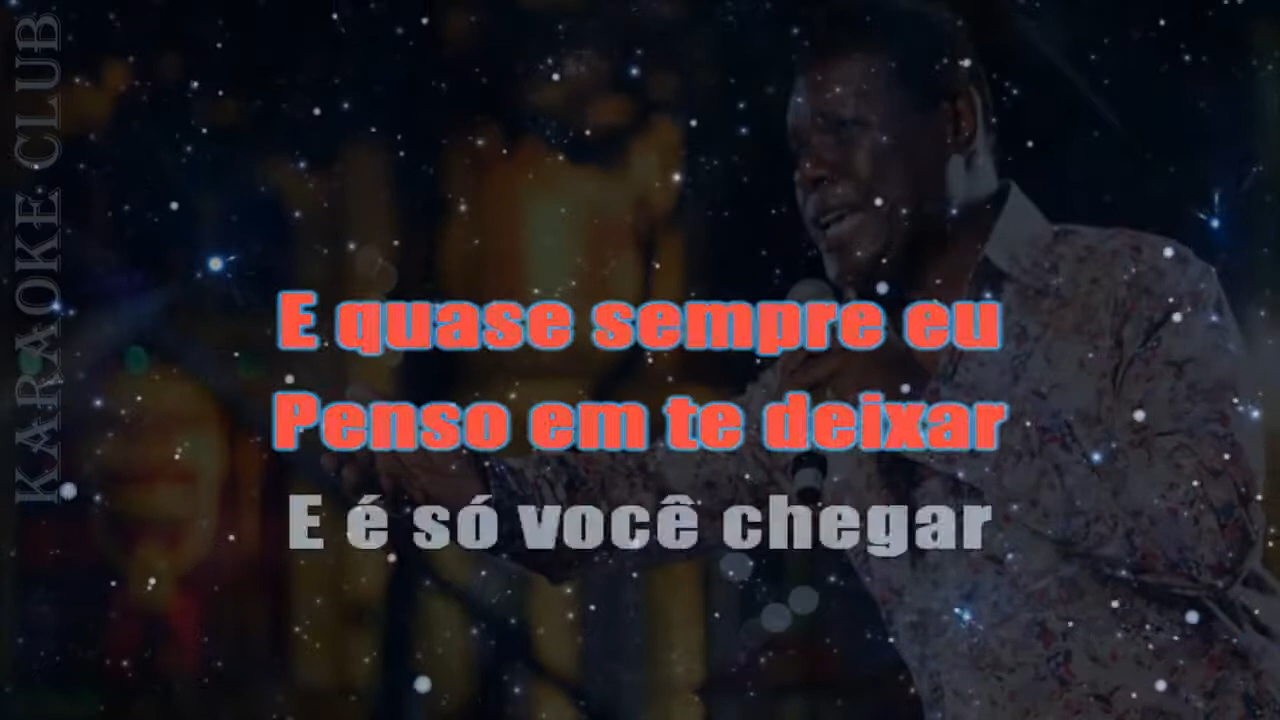 KARAOKE CLUB
E quase sempre eu
Penso em te deixar
E é só você chegar